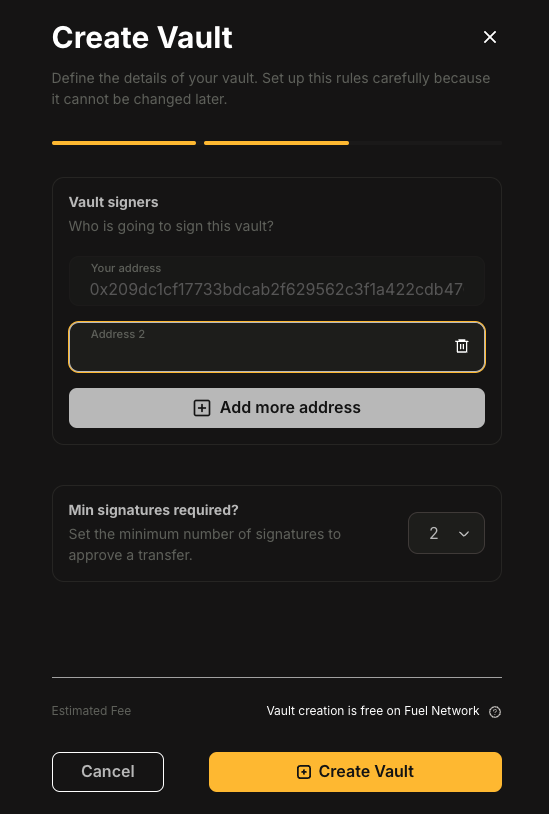 Create Vault
Define the details of your vault. Set up this rules carefully because
it cannot be changed later.
Vault signers
Who is going to sign this vault?
Your address
0x209dc1cf17733bdcab2f629562c3f1a422cdb47
Address 2
Add more address
Min signatures required?
Set the minimum number of signatures to
approve a transfer.
2
Estimated Fee
Vault creation is free on Fuel Network
Cancel
Create Vault